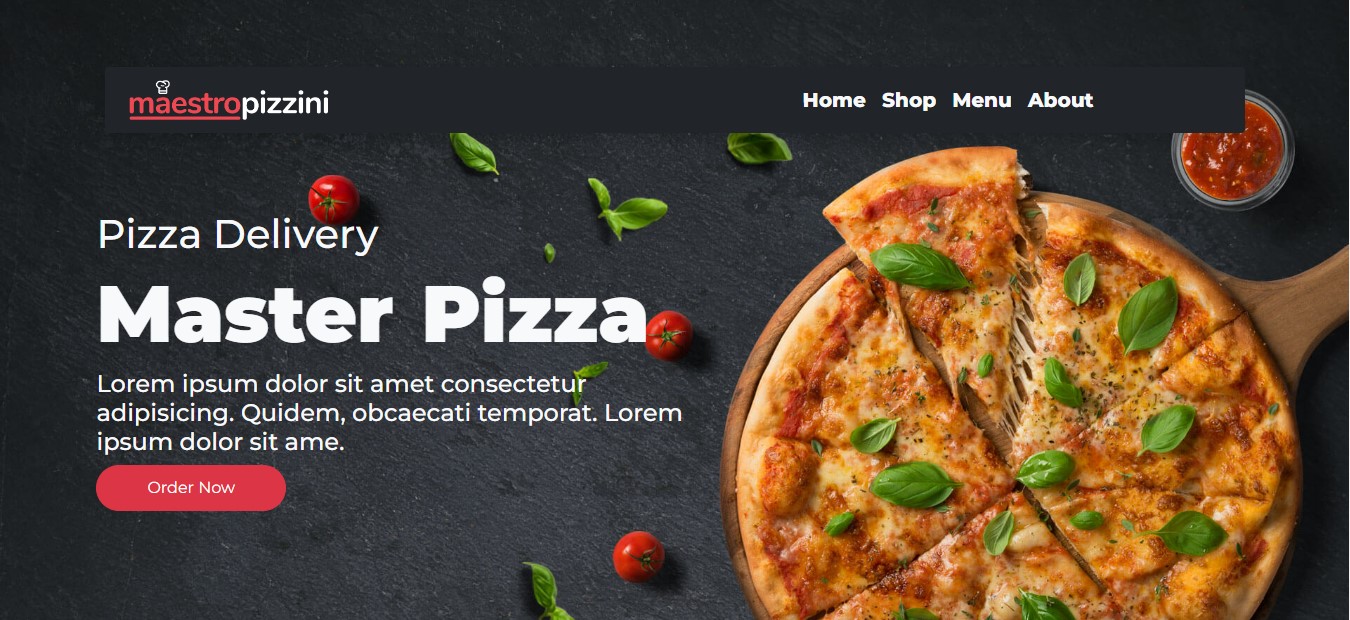 maestropizzini
Home Shop Menu About
Pizza Delivery
Master Pizza
Lorem ipsum dolor sit amet consectetur
adipisicing. Quidem, obcaecati temporat. Lorem
ipsum dolor sit ame.
Order Now